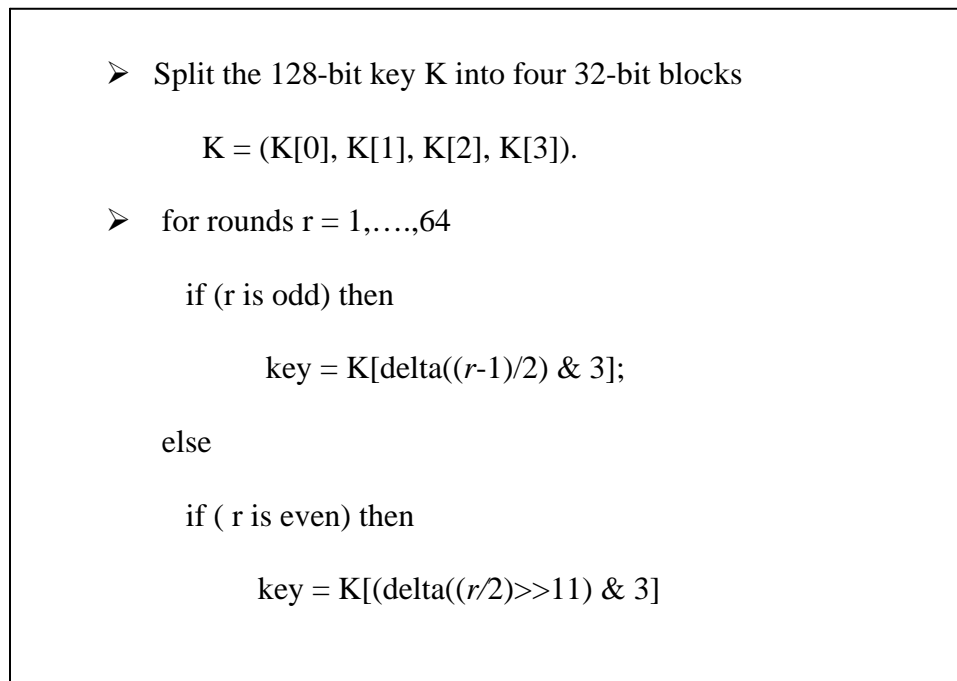 ➢ Split the 128-bit key K into four 32-bit blocks
K = (K[0], K[1], K[2], K[3]).
➢ for rounds r = 1,….,64
if (r is odd) then
key = K[delta((r-1)/2) & 3];
else
if ( r is even) then
key = K[(delta((r/2)>>11) & 3]